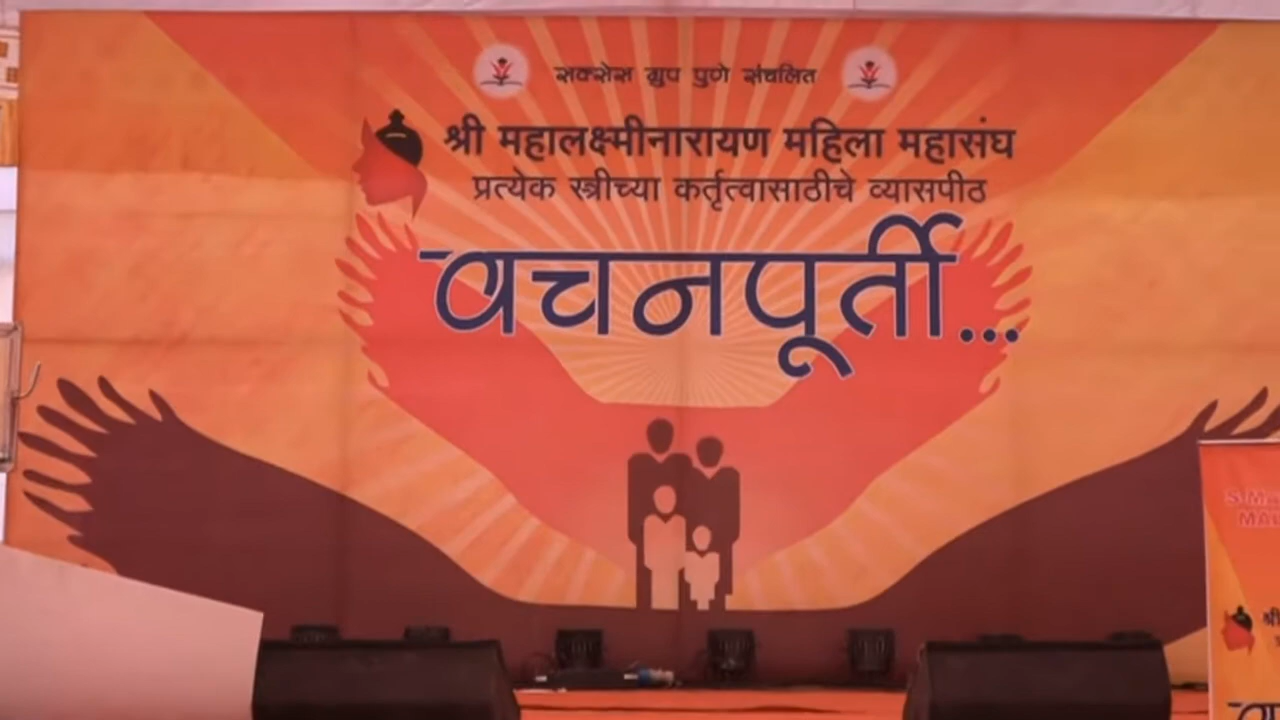 सक्सेस ग्रुप पुणे संचलित
श्री महालक्ष्मीनारायण महिला महासंघ
प्रत्येक स्त्रीच्या कर्तृत्वासाठीचे व्यासपीठ
वचनपूर्ती...